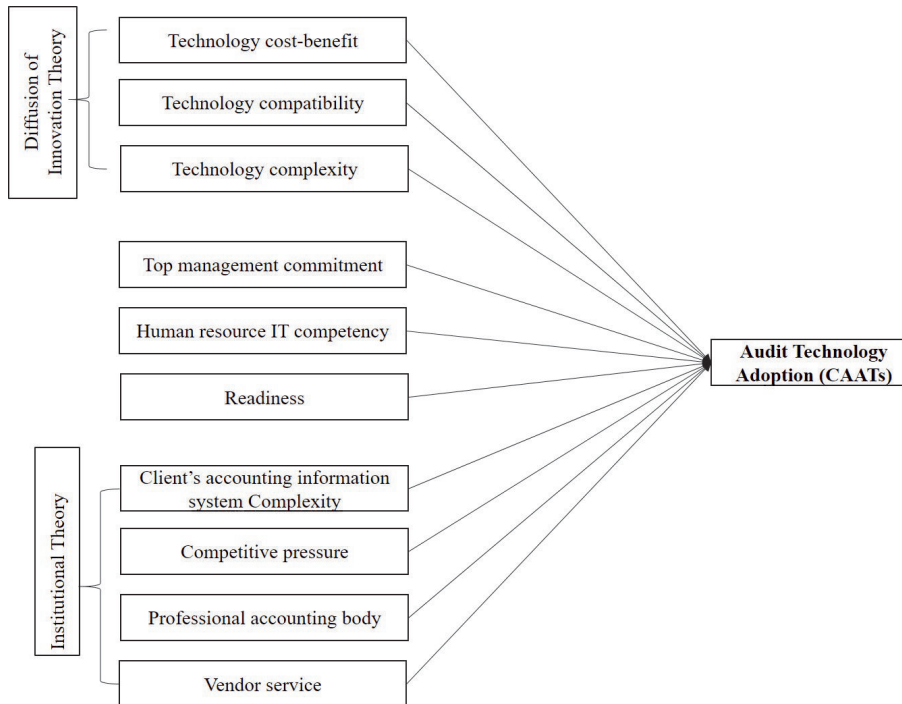 Diffusion of
Innovation Theory
Technology cost-benefit
Technology compatibility
Technology complexity
Top management commitment
Human resource IT competency
Readiness
Institutional Theory
Client's accounting information
system Complexity
Competitive pressure
Professional accounting body
Vendor service
Audit Technology
Adoption (CAATs)